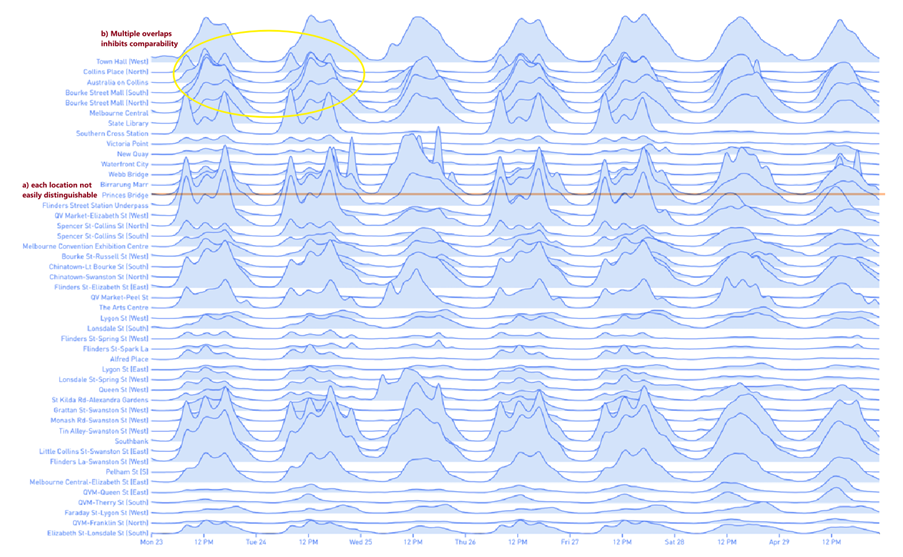 b) Multiple overlaps
inhibits comparability
Town Hall [West]
Collins Place [North]
Australia on Collins
Bourke Street Mall [South]
Bourke Street Mall [North]
Melbourne Central
State Library
Southern Cross Station
Victoria Point
New Quay
Waterfront City
Webb Bridge
a) each location not
easily distinguishable
Birrarung Marr
Princes Bridge
Flinders Street Station Underpass
QV Market-Elizabeth St [West]
Spencer St-Collins St [North]
Spencer St-Collins St [South]
Melbourne Convention Exhibition Centre
Bourke St-Russell St [West]
Chinatown-Lt Bourke St [South]
Chinatown-Swanston St [North]
Flinders St-Elizabeth St [East]
QV Market-Peel St
The Arts Centre
Lygon St [West]
Lonsdale St [South]
Flinders St-Spring St [West]
Flinders St-Spark La
Alfred Place
Lygon St [East]
Lonsdale St-Spring St [West]
Queen St [West]
St Kilda Rd-Alexandra Gardens
Grattan St-Swanston St [West]
Monash Rd-Swanston St [West]
Tin Alley-Swanston St [West]
Southbank
Little Collins St-Swanston St [East]
Flinders La-Swanston St [West]
Pelham St [S]
Melbourne Central-Elizabeth St [East]
QVM-Queen St [East]
QVM-Therry St [South]
Faraday St-Lygon St [West]
QVM-Franklin St [North]
Elizabeth St-Lonsdale St [South]
Mon 23 12 PM Tue 24 12 PM Wed 25 12 PM Thu 26 12 PM Fri 27 12 PM Sat 28 12 PM Apr 29 12 PM